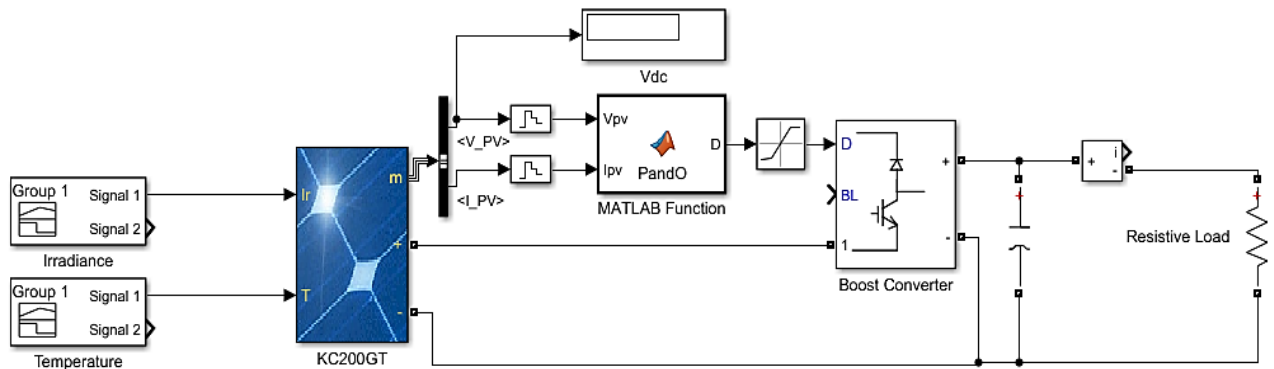 Vdc
<V_PV>
<I_PV>
Vpv
Ipv
D
PandO
MATLAB Function
Group 1
Signal 1
Signal 2
Irradiance
Group 1
Signal 1
Signal 2
Temperature
Ir
T
m
+
-
KC200GT
D
BL
1
+
-
Boost Converter
+
i
-
+
+
Resistive Load